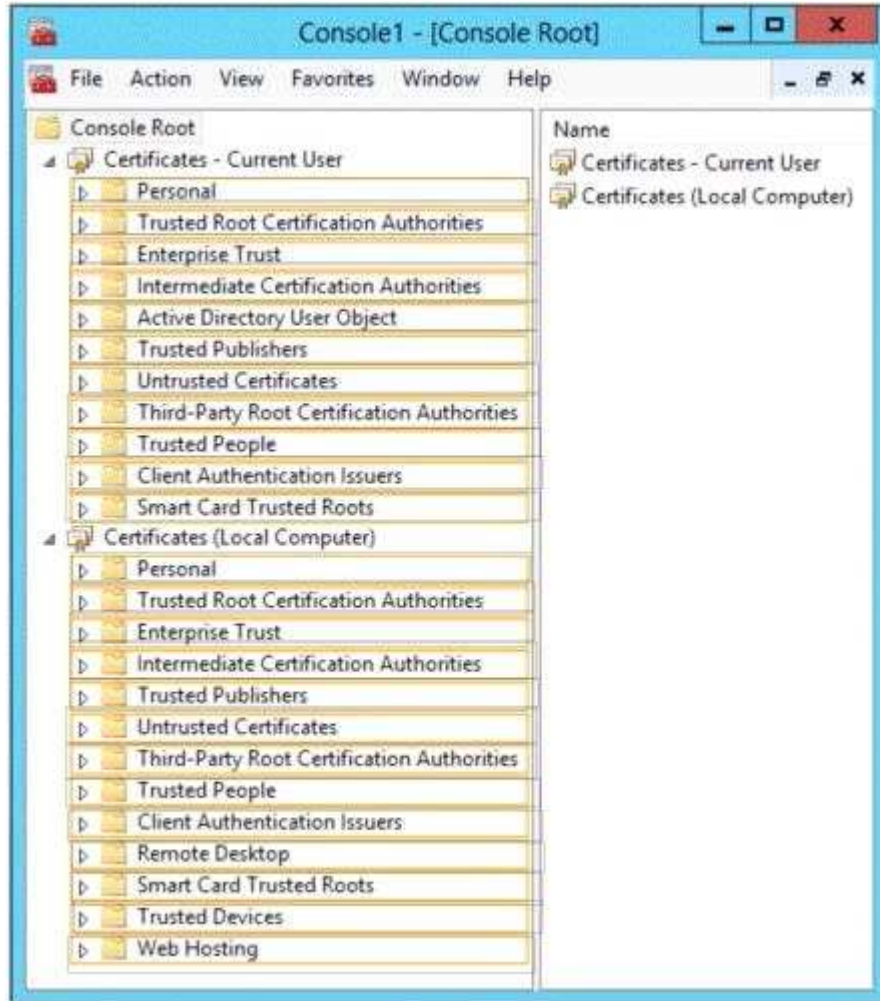 Console1 - [Console Root]
File Action View Favorites Window Help
Console Root
Certificates - Current User
Personal
Trusted Root Certification Authorities
Enterprise Trust
Intermediate Certification Authorities
Active Directory User Object
Trusted Publishers
Untrusted Certificates
Third-Party Root Certification Authorities
Trusted People
Client Authentication Issuers
Smart Card Trusted Roots
Certificates (Local Computer)
Personal
Trusted Root Certification Authorities
Enterprise Trust
Intermediate Certification Authorities
Trusted Publishers
Untrusted Certificates
Third-Party Root Certification Authorities
Trusted People
Client Authentication Issuers
Remote Desktop
Smart Card Trusted Roots
Trusted Devices
Web Hosting
Name
Certificates - Current User
Certificates (Local Computer)